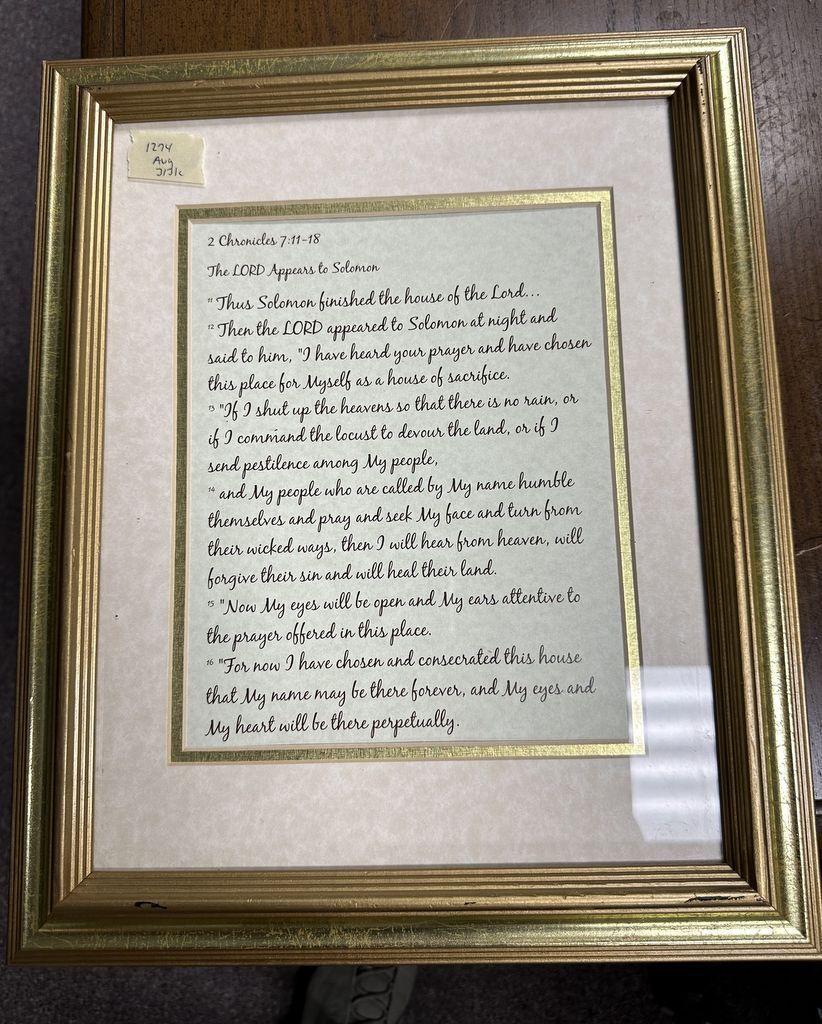 1274
Aug
2 Chronicles 7:11-18
The LORD Appears to Solomon
11 Thus Solomon finished the house of the Lord...
12 Then the LORD appeared to Solomon at night and
said to him, "I have heard your prayer and have chosen
this place for Myself as a house of sacrifice.
13 "If I shut up the heavens so that there is no rain, or
if I command the locust to devour the land, or if I
send pestilence among My people,
14 and My people who are called by My name humble
themselves and pray and seek My face and turn from
their wicked ways, then I will hear from heaven, will
forgive their sin and will heal their land.
15 "Now My eyes will be open and My ears attentive to
the prayer offered in this place.
16 "For now I have chosen and consecrated this house
that My name may be there forever, and My eyes and
My heart will be there perpetually.